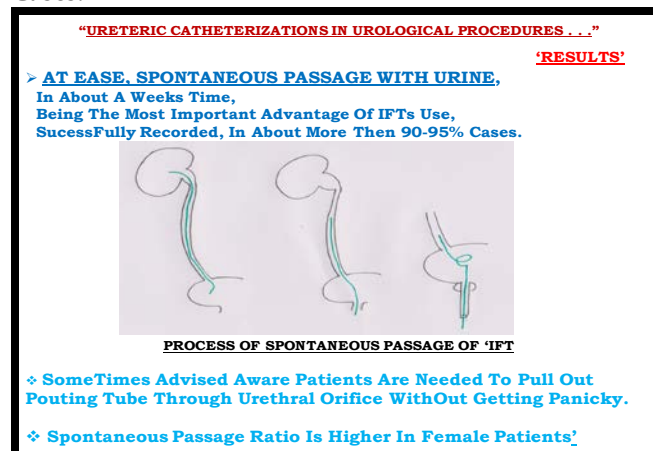 “URETERIC CATHETERIZATIONS IN UROLOGICAL PROCEDURES . . .”
‘RESULTS’
➢ AT EASE, SPONTANEOUS PASSAGE WITH URINE,
In About A Weeks Time,
Being The Most Important Advantage Of IFTs Use,
SucessFully Recorded, In About More Then 90-95% Cases.
PROCESS OF SPONTANEOUS PASSAGE OF ‘IFT
❖ SomeTimes Advised Aware Patients Are Needed To Pull Out
Pouting Tube Through Urethral Orifice WithOut Getting Panicky.
❖ Spontaneous Passage Ratio Is Higher In Female Patients’